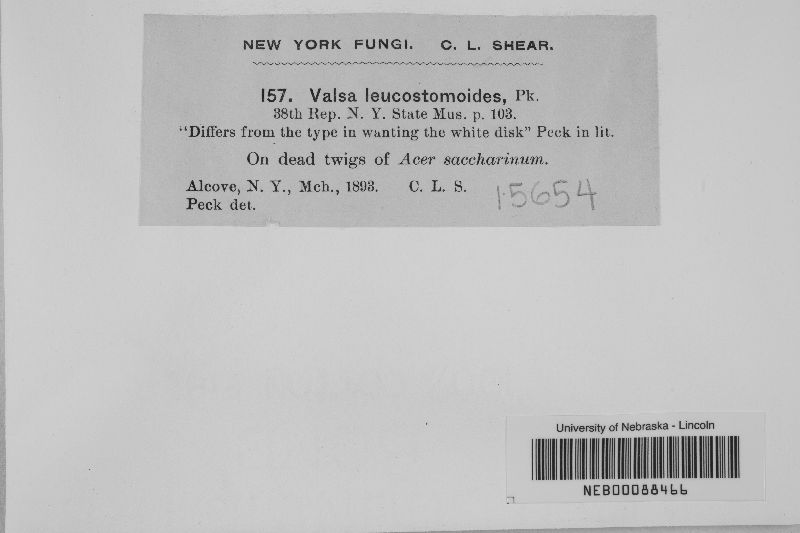 NEW YORK FUNGI. C. L. SHEAR.
157. Valsa leucostomoides, Pk.
38th Rep. N. Y. State Mus. p. 103.
"Differs from the type in wanting the white disk" Peck in lit.
On dead twigs of Acer saccharinum.
Alcove, N. Y., Mch., 1893. C. L. S.
Peck det.
15654
University of Nebraska - Lincoln
NEB00088466